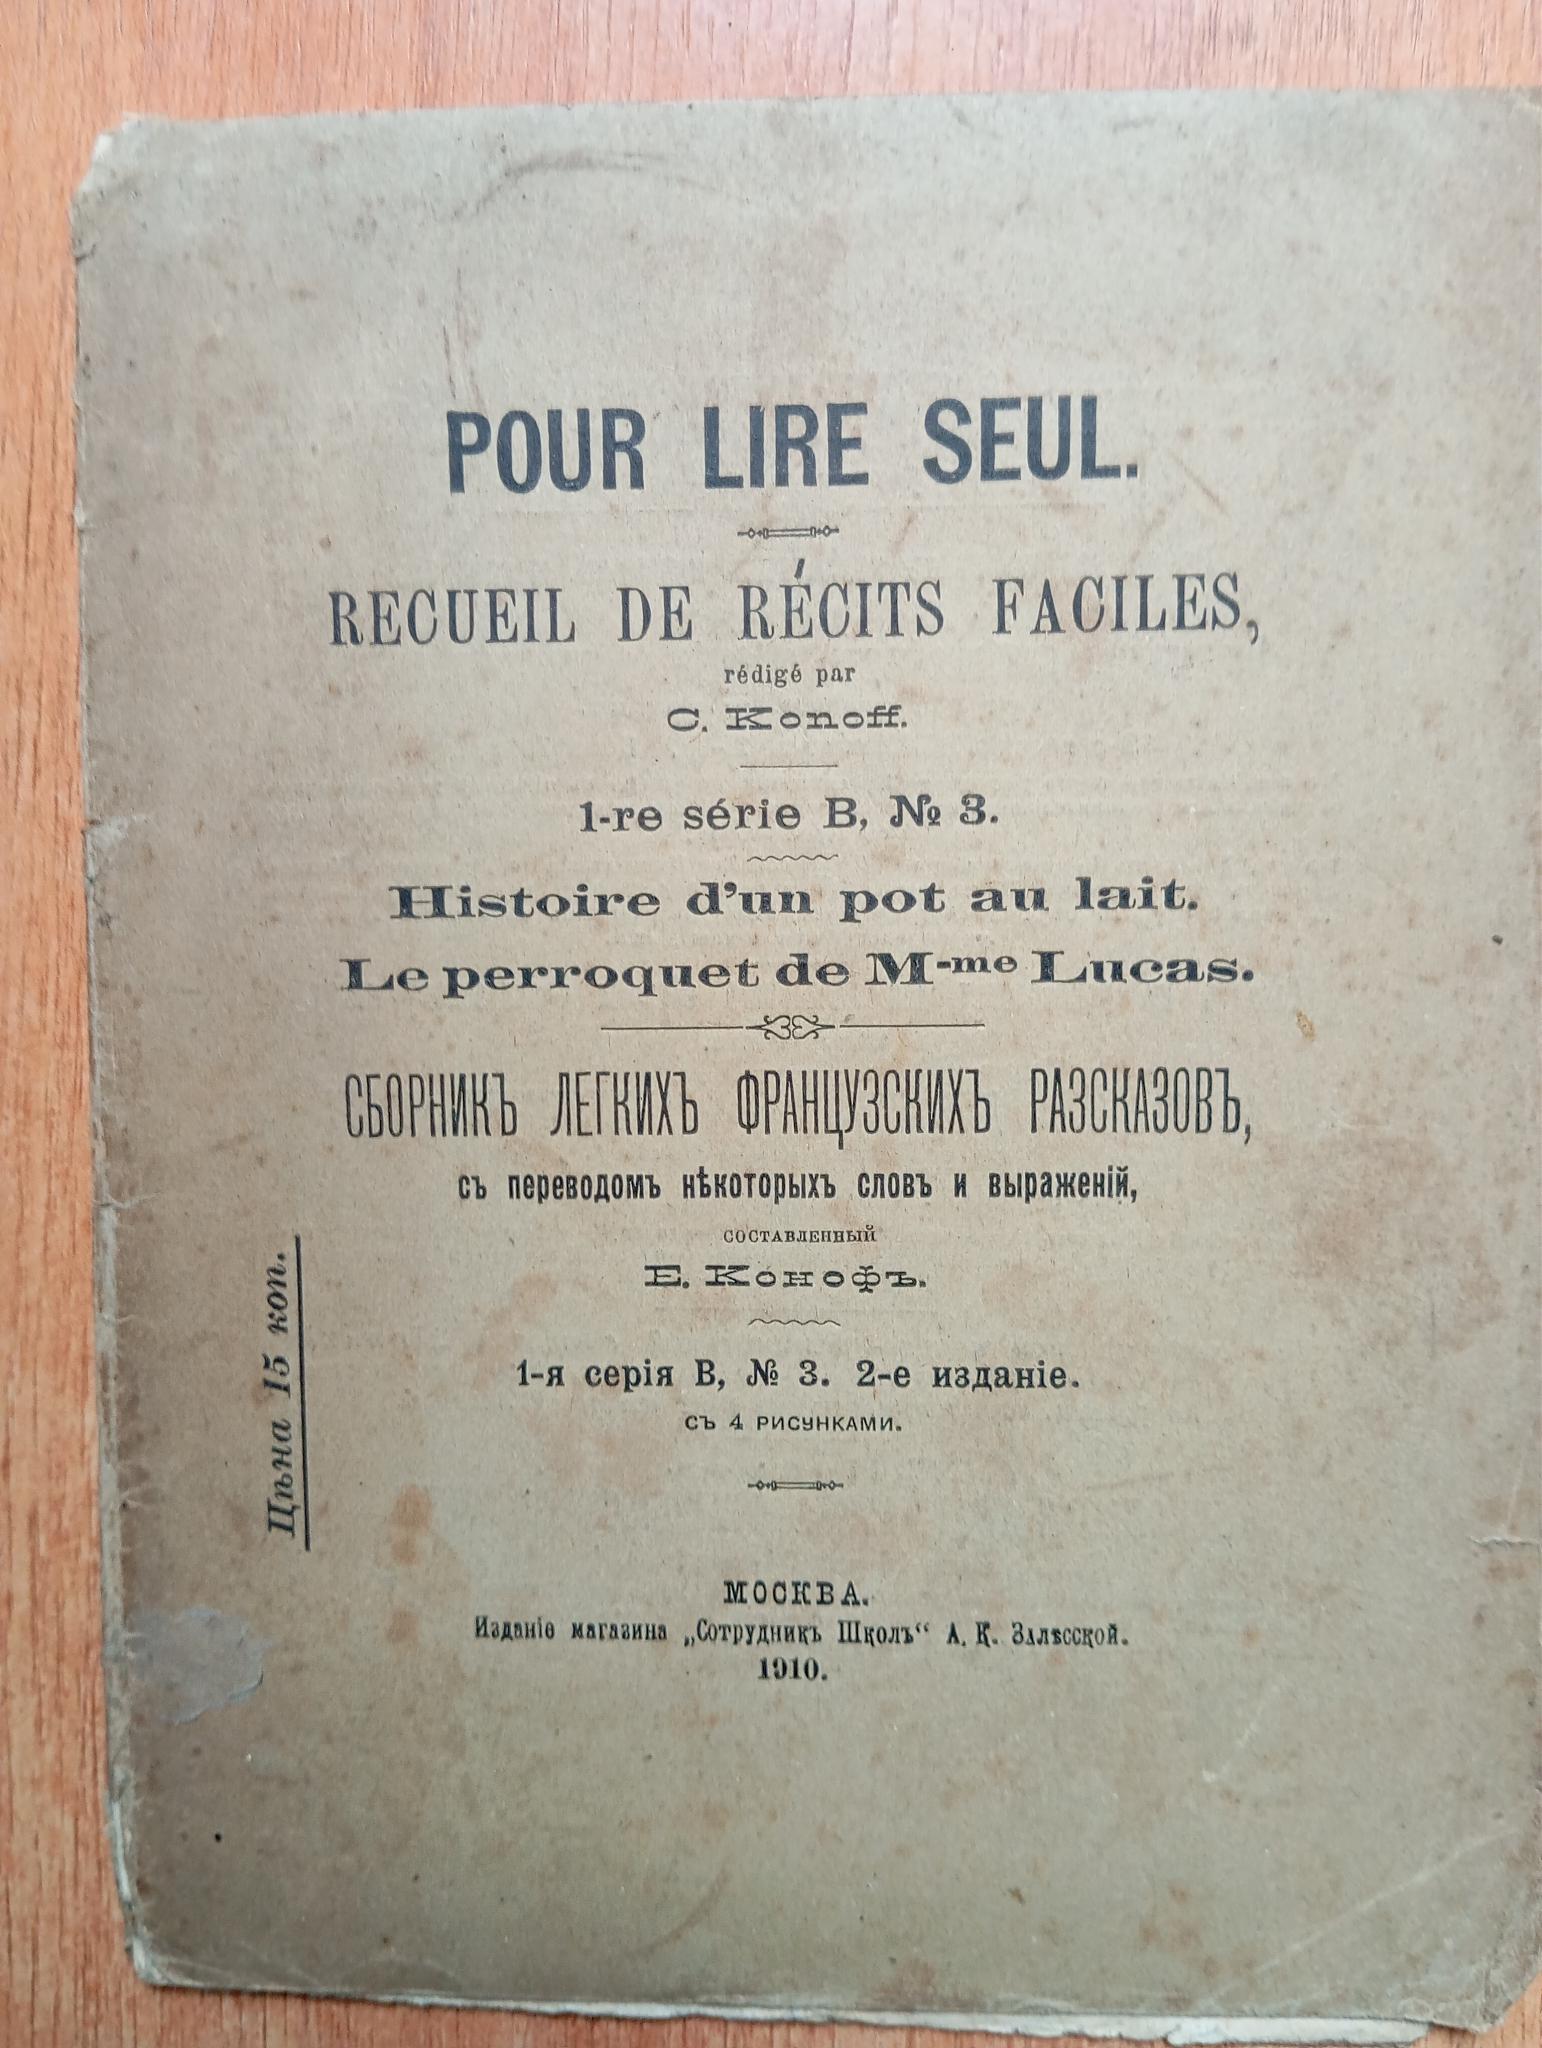 POUR LIRE SEUL.
RECUEIL DE RÉCITS FACILES,
rédigé par
C. Konoff.
1-re série B, № 3.
Histoire d'un pot au lait.
Le perroquet de M-me Lucas.
СБОРНИКЪ ЛЕГКИХЪ ФРАНЦУЗСКИХЪ РАЗСКАЗОВЪ,
съ переводомъ нѣкоторыхъ словъ и выраженій,
СОСТАВЛЕННЫЙ
Е. Конофъ.
1-я серія В, № 3. 2-е изданіе.
СЪ 4 РИСУНКАМИ.
Цѣна 15 коп.
МОСКВА.
Изданіе магазина „Сотрудникъ Школъ“ А. К. Залѣсской.
1910.